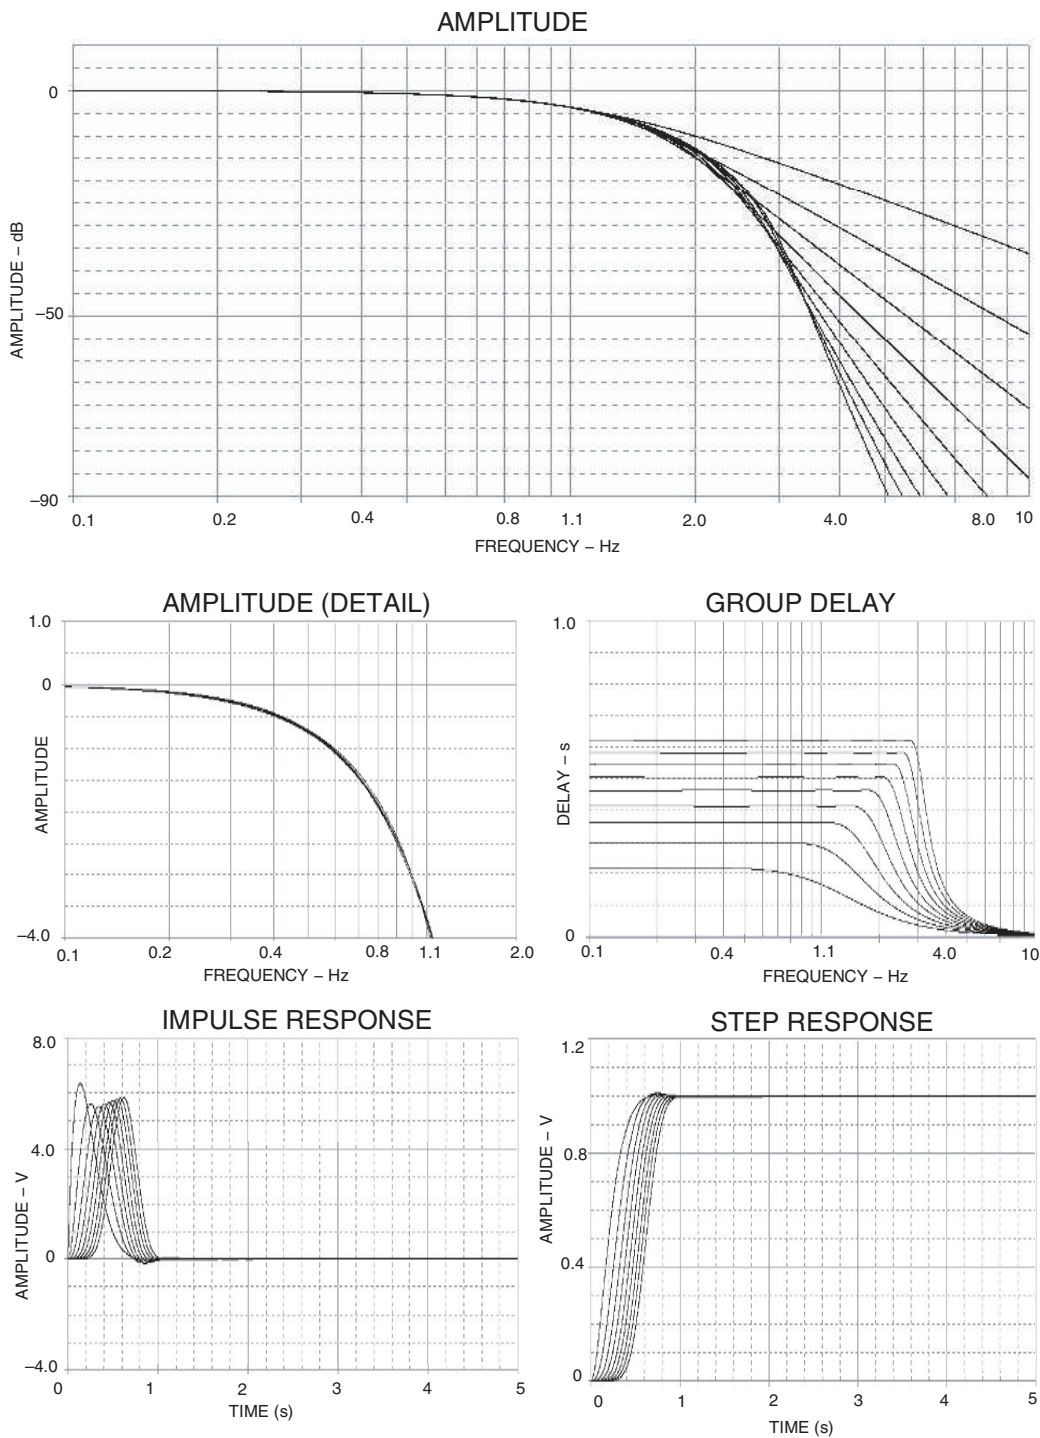 AMPLITUDE
0
–50
–90
AMPLITUDE – dB
0.1 0.2 0.4 0.8 1.1 2.0 4.0 8.0 10
FREQUENCY – Hz
AMPLITUDE (DETAIL)
1.0
0
–4.0
AMPLITUDE
0.1 0.2 0.4 0.8 1.1 2.0
FREQUENCY – Hz
GROUP DELAY
1.0
0
DELAY – s
0.1 0.4 1.1 4.0 10
FREQUENCY – Hz
IMPULSE RESPONSE
8.0
4.0
0
–4.0
AMPLITUDE – V
0 1 2 3 4 5
TIME (s)
STEP RESPONSE
1.2
0.8
0.4
0
AMPLITUDE – V
0 1 2 3 4 5
TIME (s)